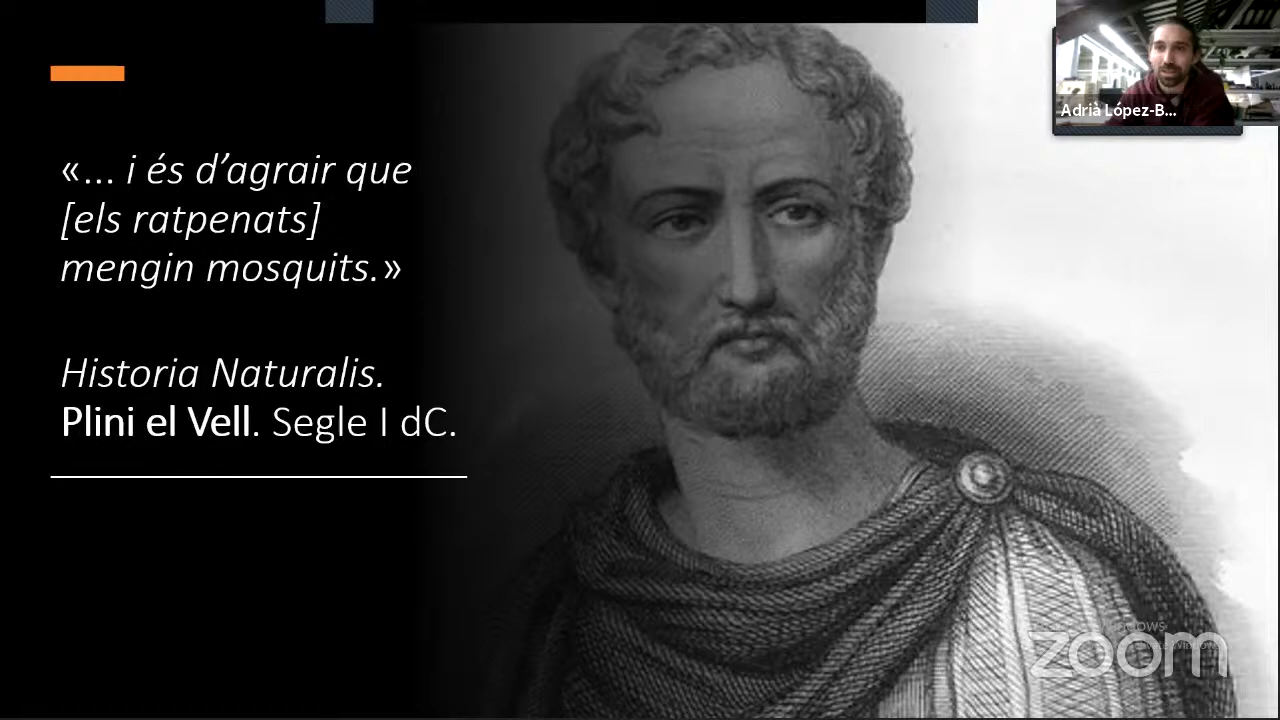 «... i és d’agrair que
[els ratpenats]
mengin mosquits.»
Historia Naturalis.
Plini el Vell. Segle I dC.
Adrià López-B...
zoom